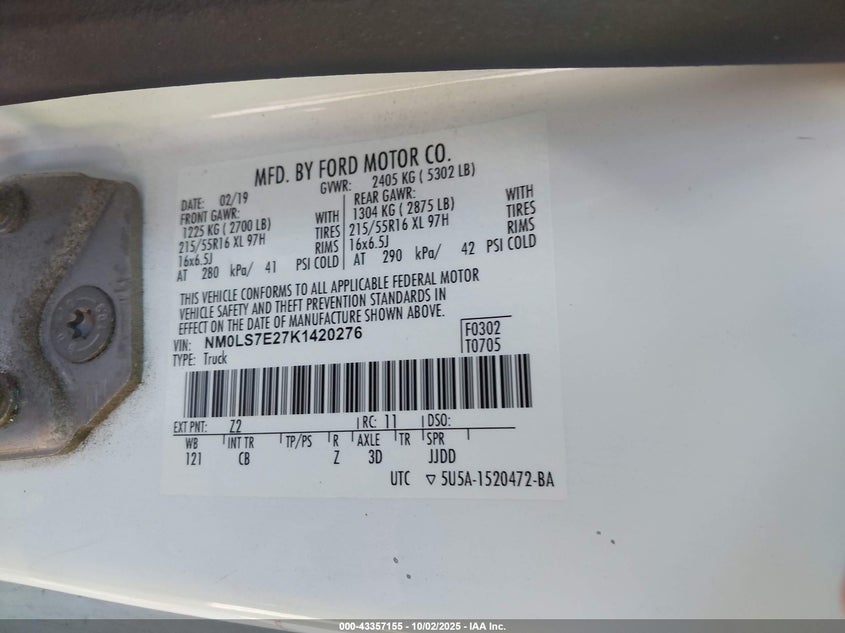 MFD. BY FORD MOTOR CO.
DATE: 02/19 GVWR: 2405 KG ( 5302 LB)
FRONT GAWR: REAR GAWR:
1225 KG ( 2700 LB) WITH 1304 KG ( 2875 LB) WITH
215/55R16 XL 97H TIRES 215/55R16 XL 97H TIRES
16x6.5J RIMS 16x6.5J RIMS
AT 280 kPa/ 41 PSI COLD AT 290 kPa/ 42 PSI COLD
THIS VEHICLE CONFORMS TO ALL APPLICABLE FEDERAL MOTOR
VEHICLE SAFETY AND THEFT PREVENTION STANDARDS IN
EFFECT ON THE DATE OF MANUFACTURE SHOWN ABOVE.
VIN: NM0LS7E27K1420276 F0302
TYPE: Truck T0705
EXT PNT: Z2 RC: 11 DSO:
WB INT TR TP/PS R AXLE TR SPR
121 CB Z 3D JJDD
UTC ▽ 5U5A-1520472-BA
000-43357155 - 10/02/2025 - IAA Inc.